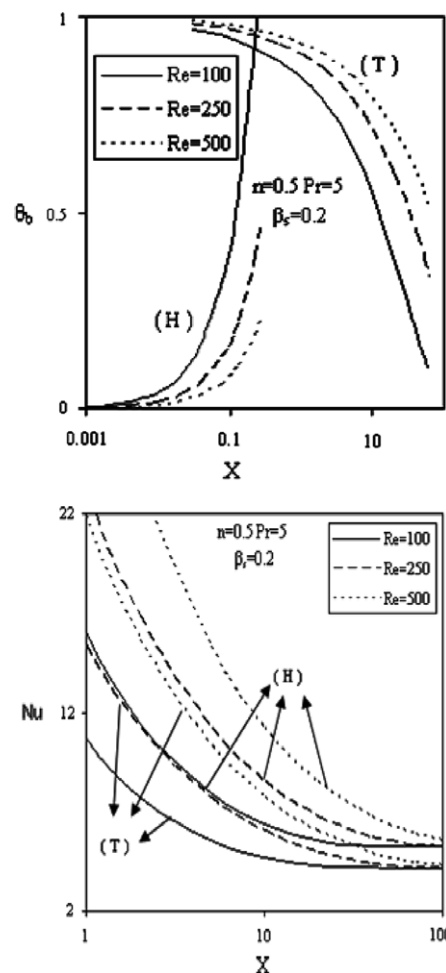 1
(T)
Re=100
Re=250
Re=500
n=0.5 Pr=5
βs=0.2
θb
0.5
(H)
0
0.001
0.1
10
X
22
n=0.5 Pr=5
βs=0.2
Re=100
Re=250
Re=500
(H)
Nu
12
(T)
2
1
10
100
X